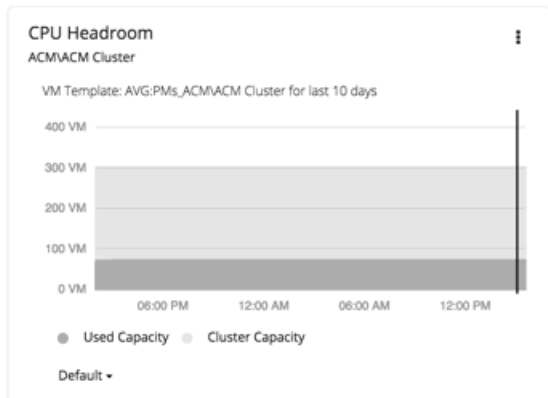 CPU Headroom
ACM\ACM Cluster
VM Template: AVG:PMs_ACM\ACM Cluster for last 10 days
400 VM
300 VM
200 VM
100 VM
0 VM
06:00 PM 12:00 AM 06:00 AM 12:00 PM
Used Capacity Cluster Capacity
Default